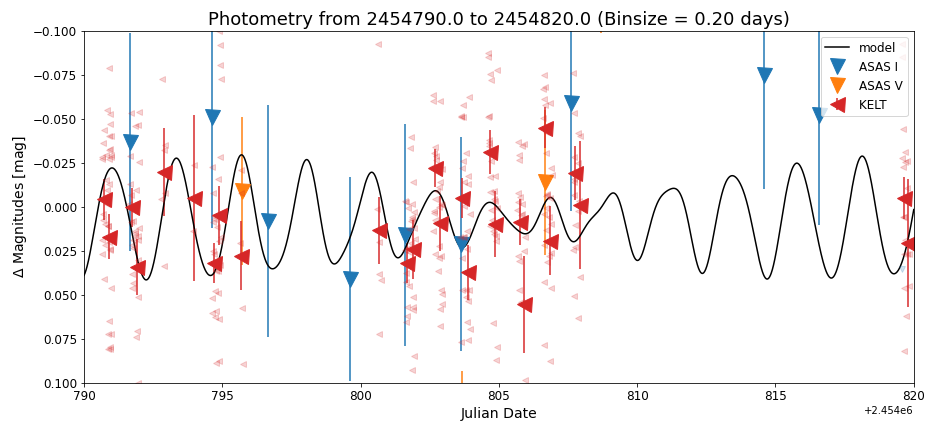 Photometry from 2454790.0 to 2454820.0 (Binsize = 0.20 days)
−0.100
−0.075
−0.050
−0.025
0.000
0.025
0.050
0.075
0.100
Δ Magnitudes [mag]
model
ASAS I
ASAS V
KELT
790
795
800
805
810
815
820
Julian Date
+2.454e6